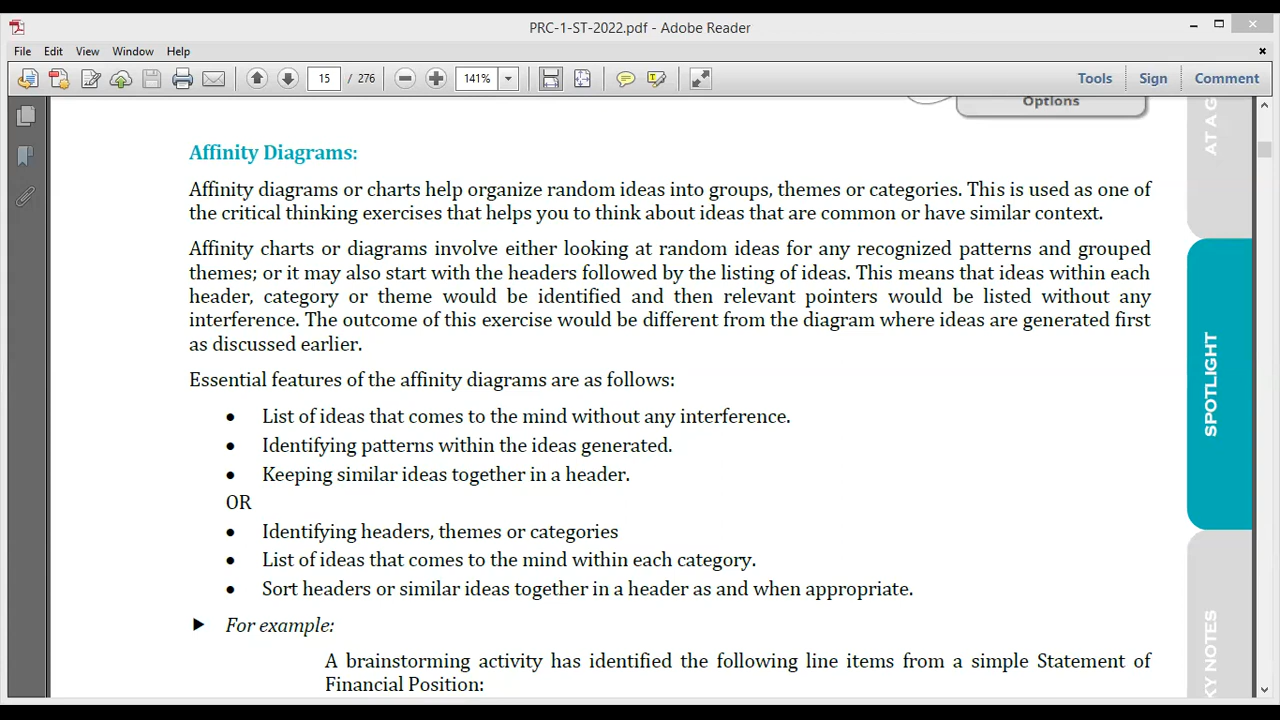 PRC-1-ST-2022.pdf - Adobe Reader
File Edit View Window Help
15 / 276 141% Tools Sign Comment
Options
AT A G
Affinity Diagrams:
Affinity diagrams or charts help organize random ideas into groups, themes or categories. This is used as one of
the critical thinking exercises that helps you to think about ideas that are common or have similar context.
Affinity charts or diagrams involve either looking at random ideas for any recognized patterns and grouped
themes; or it may also start with the headers followed by the listing of ideas. This means that ideas within each
header, category or theme would be identified and then relevant pointers would be listed without any
interference. The outcome of this exercise would be different from the diagram where ideas are generated first
as discussed earlier.
SPOTLIGHT
Essential features of the affinity diagrams are as follows:
• List of ideas that comes to the mind without any interference.
• Identifying patterns within the ideas generated.
• Keeping similar ideas together in a header.
OR
• Identifying headers, themes or categories
• List of ideas that comes to the mind within each category.
• Sort headers or similar ideas together in a header as and when appropriate.
For example:
A brainstorming activity has identified the following line items from a simple Statement of
Financial Position:
KY NOTES